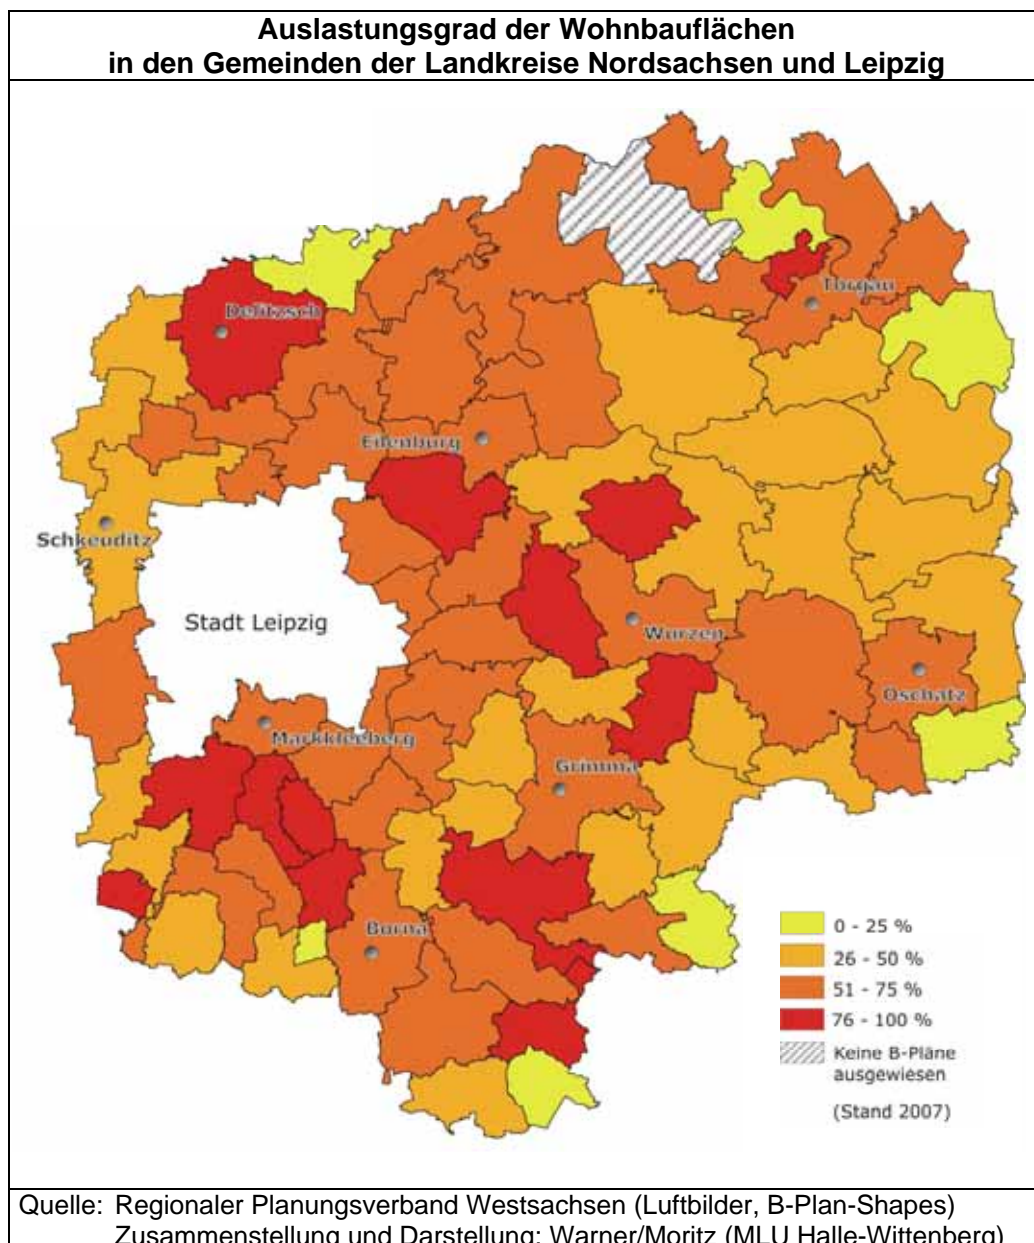 Auslastungsgrad der Wohnbauflächen
in den Gemeinden der Landkreise Nordsachsen und Leipzig
Delitzsch
Torgau
Eilenburg
Schkeuditz
Stadt Leipzig
Wurzen
Oschatz
Markkleeberg
Grimma
Borna
0 - 25 %
26 - 50 %
51 - 75 %
76 - 100 %
Keine B-Pläne
ausgewiesen
(Stand 2007)
Quelle: Regionaler Planungsverband Westsachsen (Luftbilder, B-Plan-Shapes)
Zusammenstellung und Darstellung: Warner/Moritz (MLU Halle-Wittenberg)